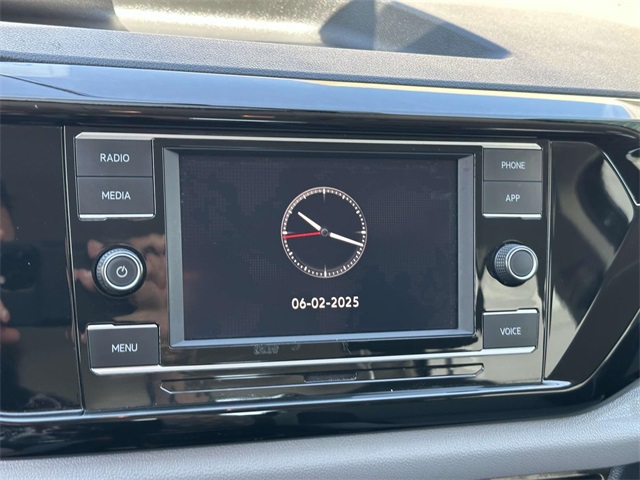 RADIO
MEDIA
MENU
06-02-2025
PHONE
APP
VOICE